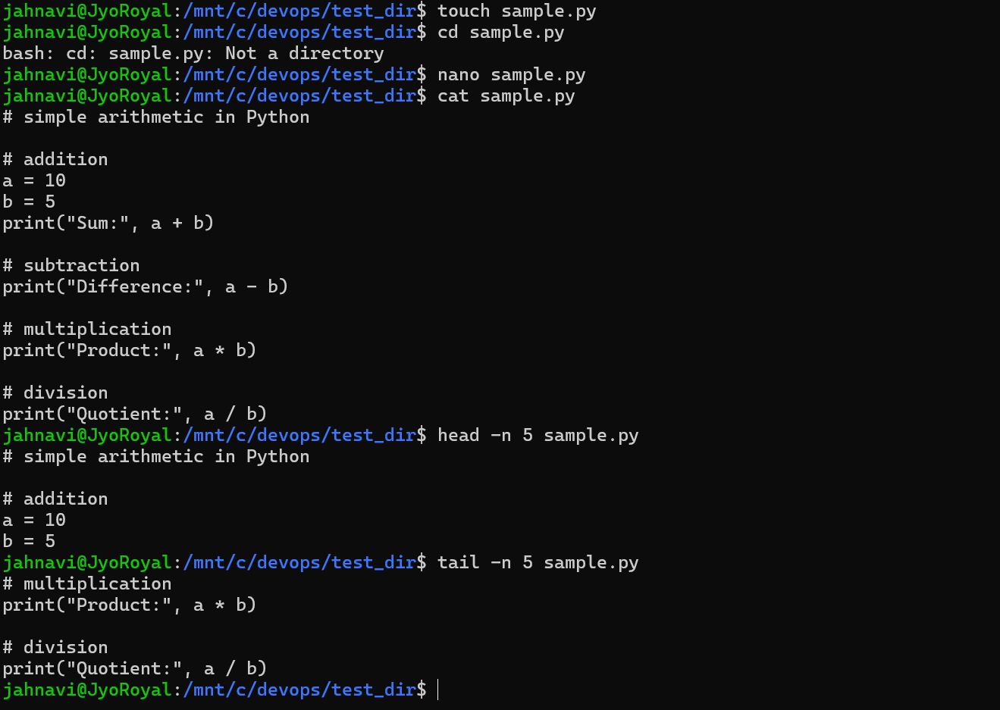 jahnavi@JyoRoyal:/mnt/c/devops/test_dir$ touch sample.py
jahnavi@JyoRoyal:/mnt/c/devops/test_dir$ cd sample.py
bash: cd: sample.py: Not a directory
jahnavi@JyoRoyal:/mnt/c/devops/test_dir$ nano sample.py
jahnavi@JyoRoyal:/mnt/c/devops/test_dir$ cat sample.py
# simple arithmetic in Python

# addition
a = 10
b = 5
print("Sum:", a + b)

# subtraction
print("Difference:", a - b)

# multiplication
print("Product:", a * b)

# division
print("Quotient:", a / b)
jahnavi@JyoRoyal:/mnt/c/devops/test_dir$ head -n 5 sample.py
# simple arithmetic in Python

# addition
a = 10
b = 5
jahnavi@JyoRoyal:/mnt/c/devops/test_dir$ tail -n 5 sample.py
# multiplication
print("Product:", a * b)

# division
print("Quotient:", a / b)
jahnavi@JyoRoyal:/mnt/c/devops/test_dir$